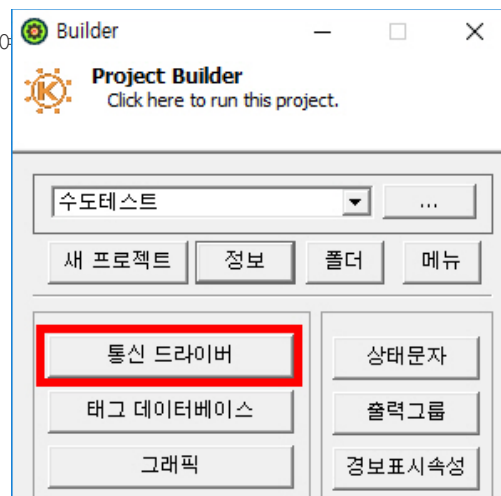 Builder
Project Builder
Click here to run this project.
수도테스트 ...
새 프로젝트 정보 폴더 메뉴
통신 드라이버 상태문자
태그 데이터베이스 출력그룹
그래픽 경보표시속성